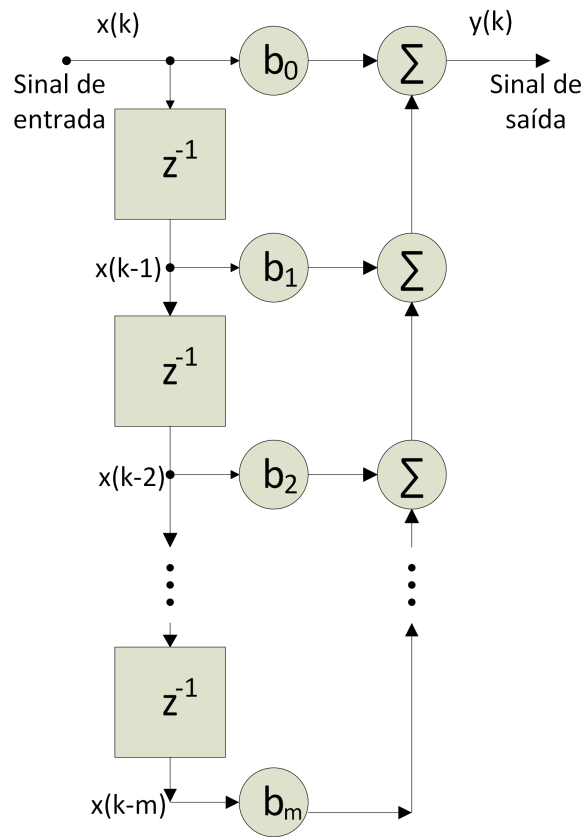 x(k)
y(k)
b₀
∑
Sinal de
entrada
Sinal de
saída
z⁻¹
x(k-1)
b₁
∑
z⁻¹
x(k-2)
b₂
∑
z⁻¹
x(k-m)
bₘ